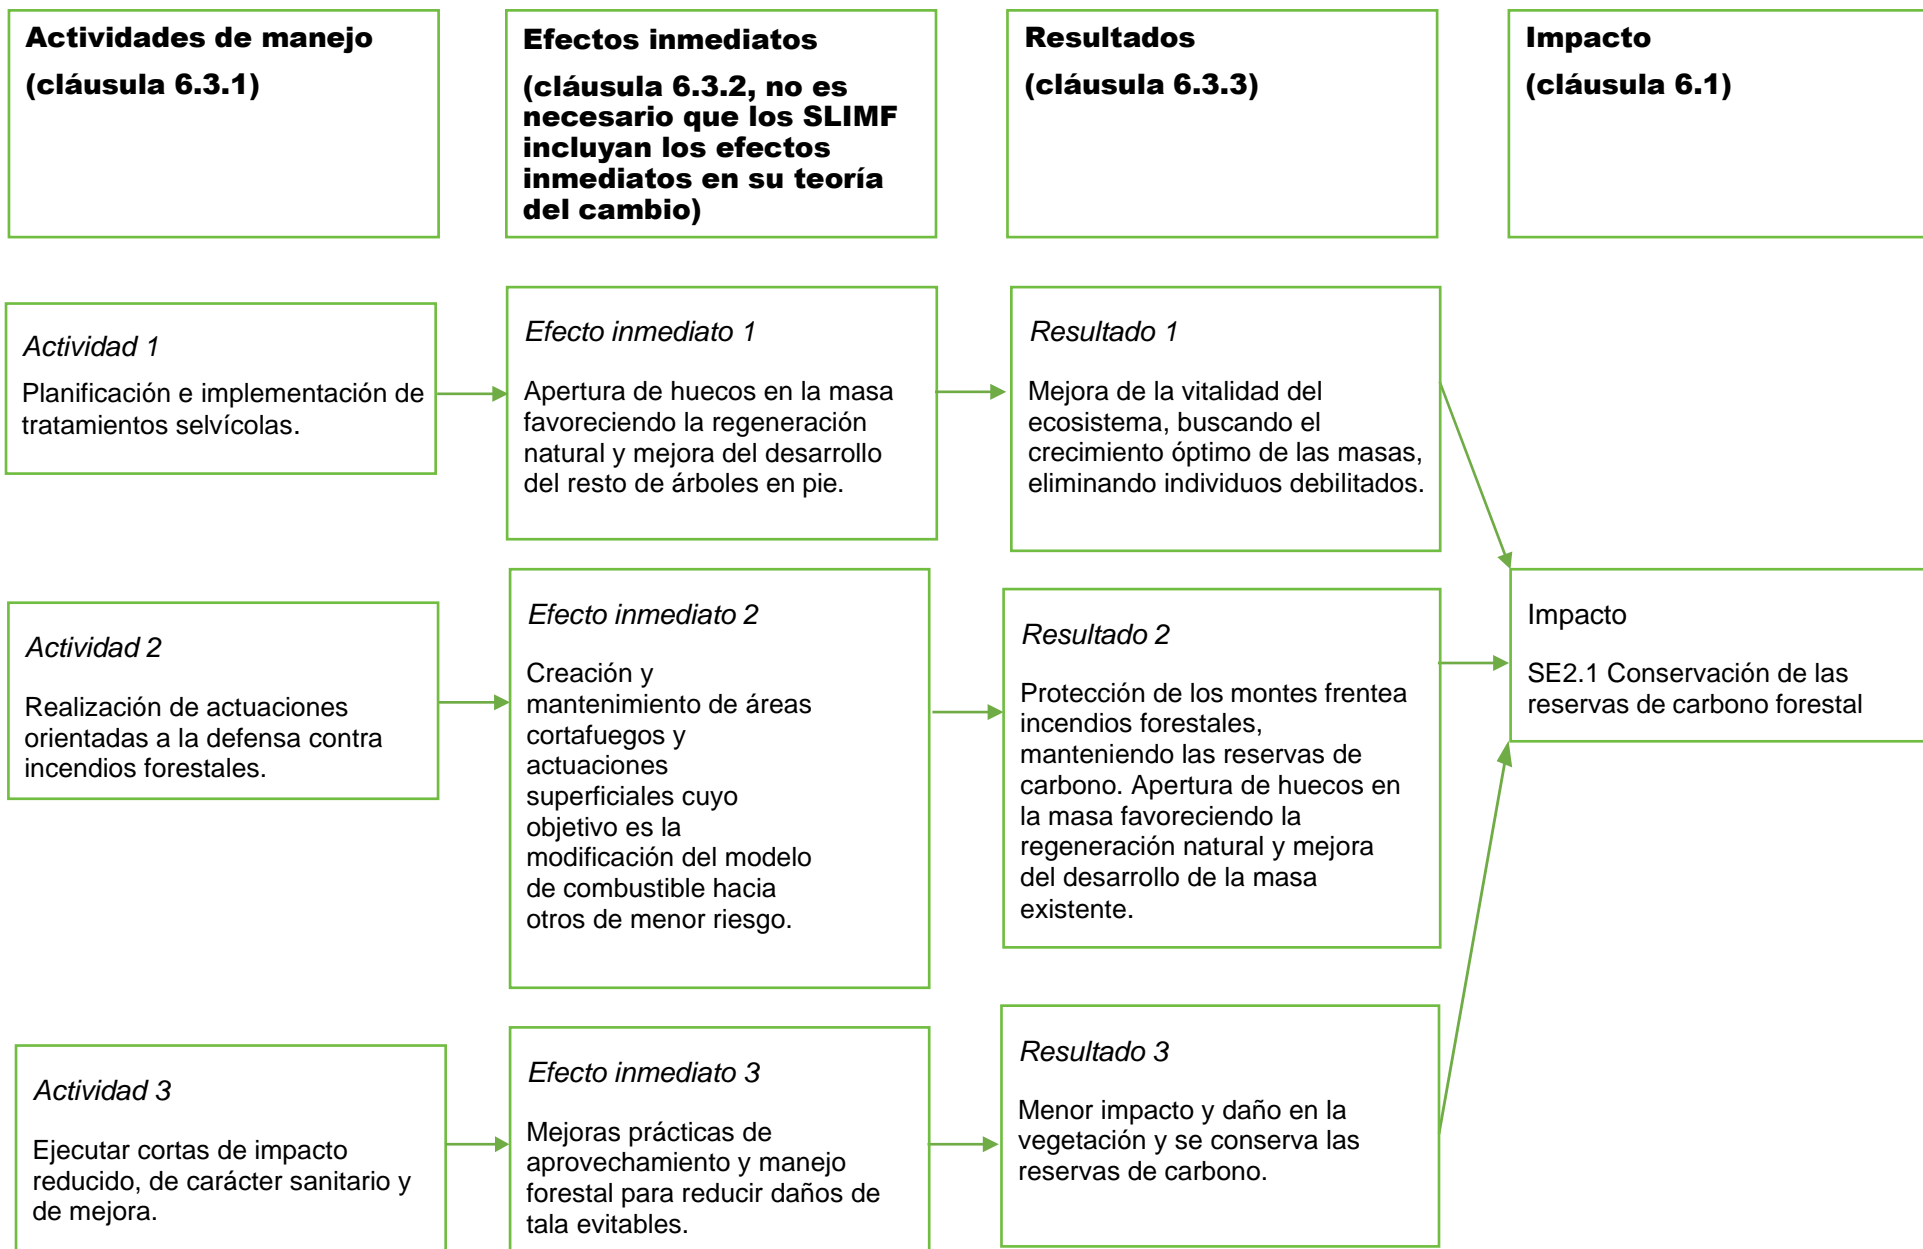 Actividades de manejo
(cláusula 6.3.1)
Efectos inmediatos
(cláusula 6.3.2, no es
necesario que los SLIMF
incluyan los efectos
inmediatos en su teoría
del cambio)
Resultados
(cláusula 6.3.3)
Impacto
(cláusula 6.1)
Actividad 1
Planificación e implementación de
tratamientos selvícolas.
Efecto inmediato 1
Apertura de huecos en la masa
favoreciendo la regeneración
natural y mejora del desarrollo
del resto de árboles en pie.
Resultado 1
Mejora de la vitalidad del
ecosistema, buscando el
crecimiento óptimo de las masas,
eliminando individuos debilitados.
Actividad 2
Realización de actuaciones
orientadas a la defensa contra
incendios forestales.
Efecto inmediato 2
Creación y
mantenimiento de áreas
cortafuegos y
actuaciones
superficiales cuyo
objetivo es la
modificación del modelo
de combustible hacia
otros de menor riesgo.
Resultado 2
Protección de los montes frentea
incendios forestales,
manteniendo las reservas de
carbono. Apertura de huecos en
la masa favoreciendo la
regeneración natural y mejora
del desarrollo de la masa
existente.
Impacto
SE2.1 Conservación de las
reservas de carbono forestal
Actividad 3
Ejecutar cortas de impacto
reducido, de carácter sanitario y
de mejora.
Efecto inmediato 3
Mejoras prácticas de
aprovechamiento y manejo
forestal para reducir daños de
tala evitables.
Resultado 3
Menor impacto y daño en la
vegetación y se conserva las
reservas de carbono.